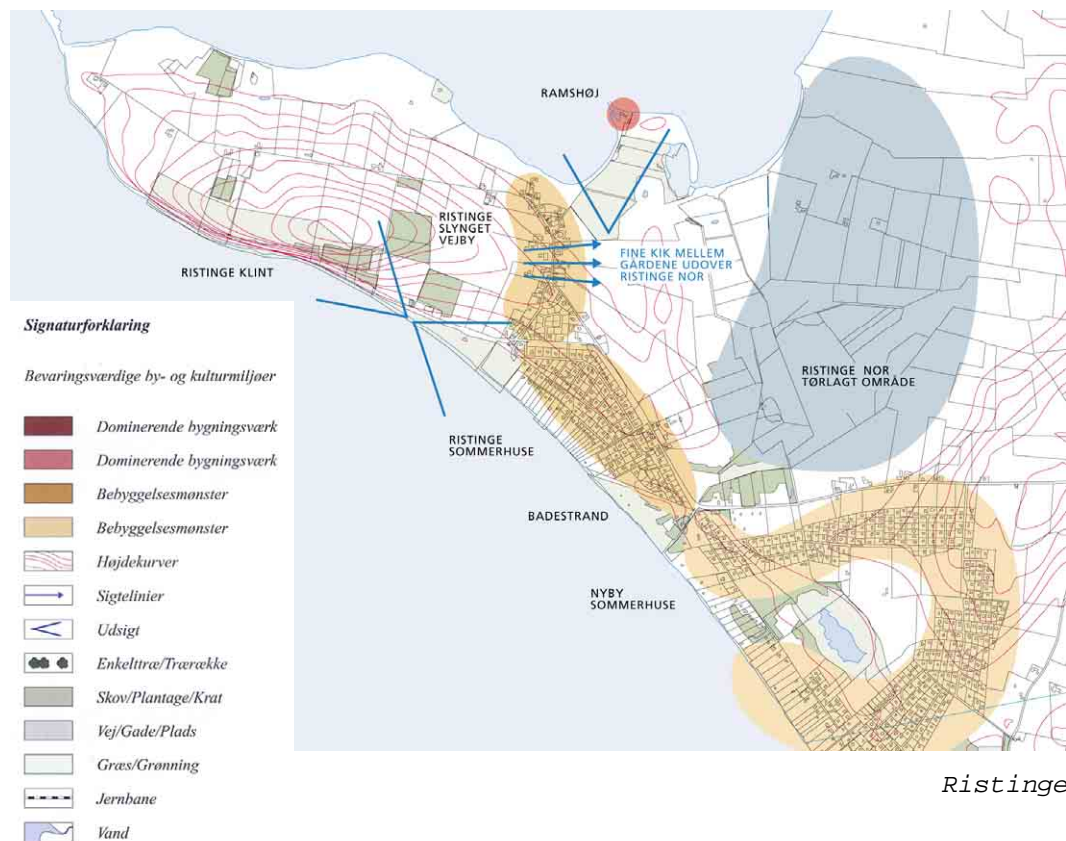 RAMSHØJ
RISTINGE
SLYNGET
VEJBY
RISTINGE KLINT
FINE KIK MELLEM
GÅRDENE UDOVER
RISTINGE NOR
RISTINGE NOR
TØRLAGT OMRÅDE
RISTINGE
SOMMERHUSE
BADESTRAND
NYBY
SOMMERHUSE
Signaturforklaring
Bevaringsværdige by- og kulturmiljøer
Dominerende bygningsværk
Dominerende bygningsværk
Bebyggelsesmønster
Bebyggelsesmønster
Højdekurver
Sigtelinier
Udsigt
Enkelttræ/Trærække
Skov/Plantage/Krat
Vej/Gade/Plads
Græs/Grønning
Jernbane
Vand
Ristinge